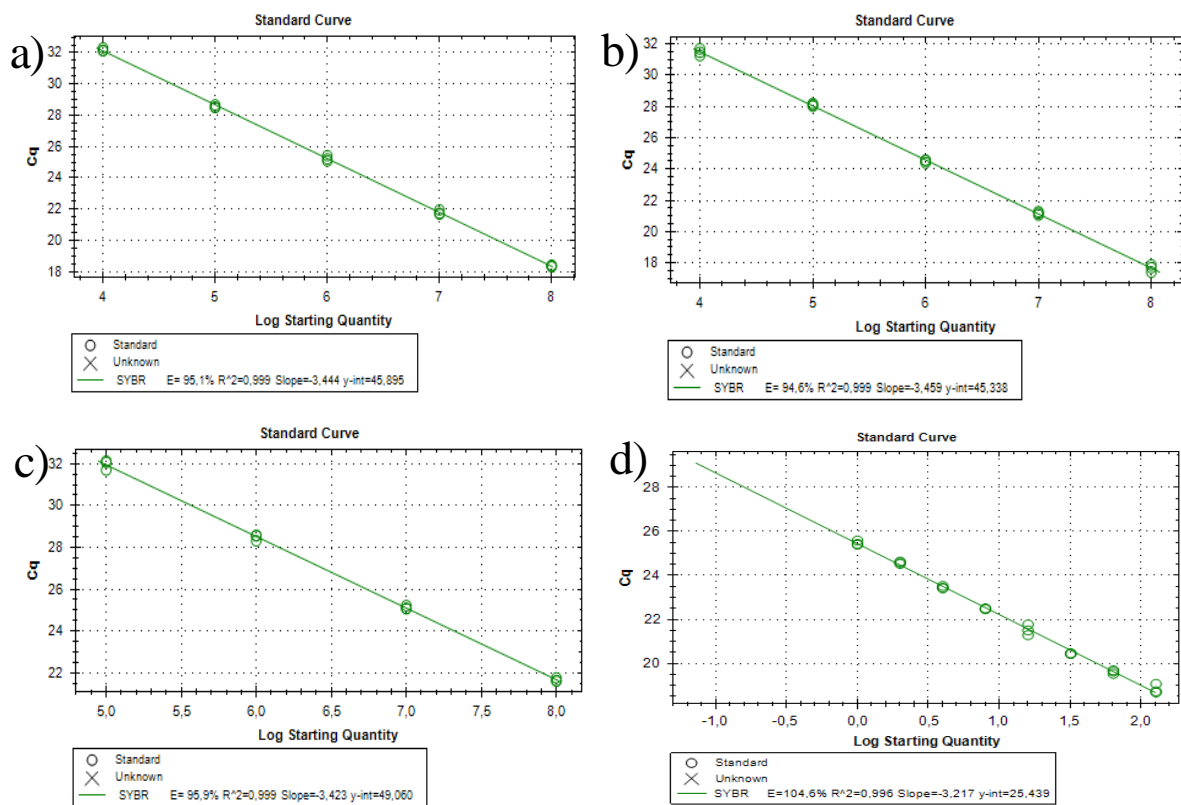 a)
Standard Curve
32
30
28
26
24
22
20
18
Cq
4 5 6 7 8
Log Starting Quantity
Standard
Unknown
SYBR E= 95,1% R^2=0,999 Slope=-3,444 y-int=45,895
b)
Standard Curve
32
30
28
26
24
22
20
18
Cq
4 5 6 7 8
Log Starting Quantity
Standard
Unknown
SYBR E= 94,6% R^2=0,999 Slope=-3,459 y-int=45,338
c)
Standard Curve
32
30
28
26
24
22
Cq
5,0 5,5 6,0 6,5 7,0 7,5 8,0
Log Starting Quantity
Standard
Unknown
SYBR E= 95,9% R^2=0,999 Slope=-3,423 y-int=49,060
d)
Standard Curve
28
26
24
22
20
Cq
-1,0 -0,5 0,0 0,5 1,0 1,5 2,0
Log Starting Quantity
Standard
Unknown
SYBR E=104,6% R^2=0,996 Slope=-3,217 y-int=25,439